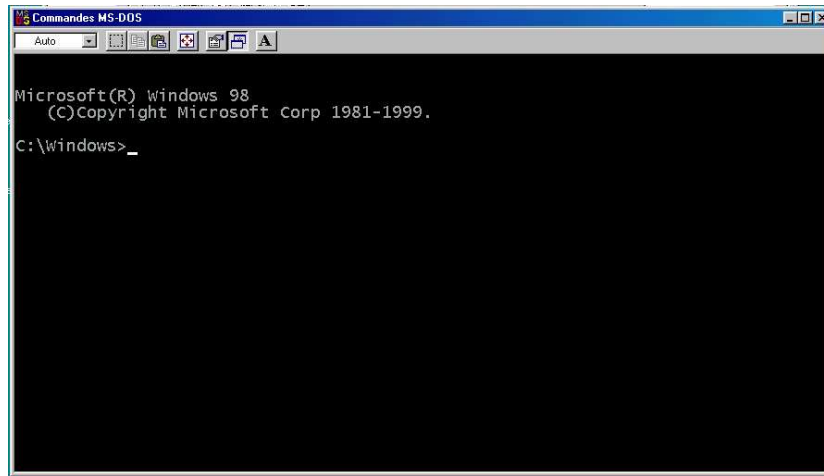 Commandes MS-DOS
Auto
A
Microsoft(R) Windows 98
(C)Copyright Microsoft Corp 1981-1999.
C:\Windows>_